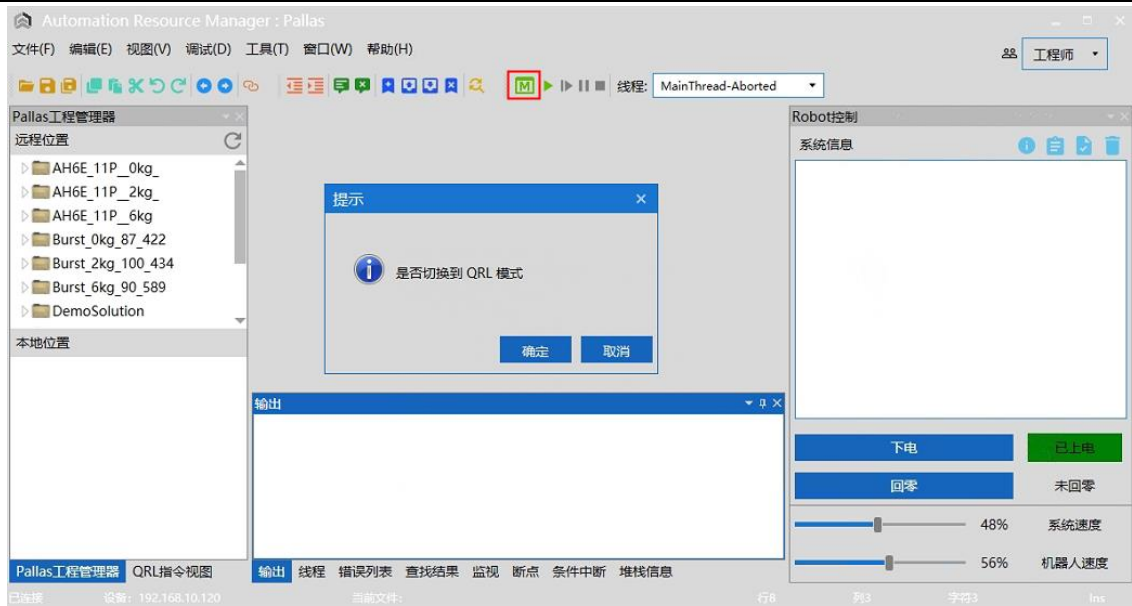 Automation Resource Manager : Pallas
文件(F) 编辑(E) 视图(V) 调试(D) 工具(T) 窗口(W) 帮助(H)
工程师
M 线程: MainThread-Aborted
Pallas工程管理器
远程位置
AH6E_11P__0kg_
AH6E_11P__2kg_
AH6E_11P__6kg
Burst_0kg_87_422
Burst_2kg_100_434
Burst_6kg_90_589
DemoSolution
本地位置
提示
是否切换到 QRL 模式
确定 取消
输出
Robot控制
系统信息
下电 已上电
回零 未回零
48% 系统速度
56% 机器人速度
Pallas工程管理器 QRL指令视图
输出 线程 错误列表 查找结果 监视 断点 条件中断 堆栈信息
已连接 设备: 192.168.10.120 当前文件: 行8 列3 字符3 Ins